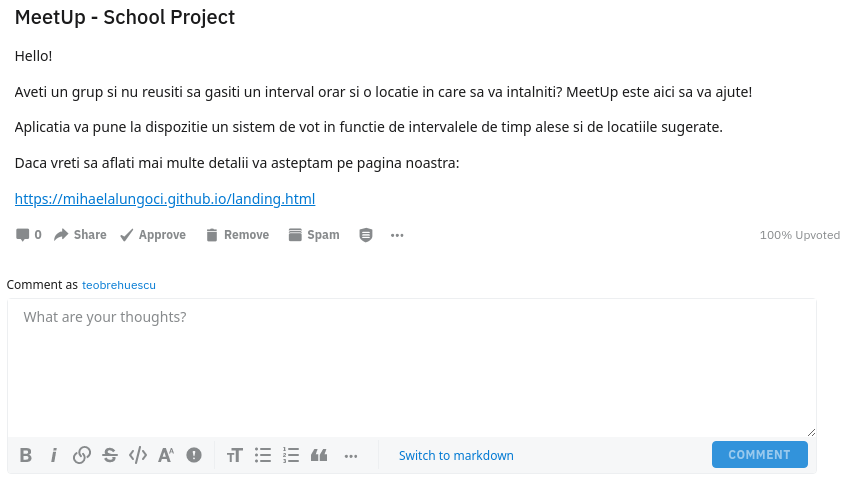 MeetUp - School Project
Hello!
Aveti un grup si nu reusiti sa gasiti un interval orar si o locatie in care sa va intalniti? MeetUp este aici sa va ajute!
Aplicatia va pune la dispozitie un sistem de vot in functie de intervalele de timp alese si de locatiile sugerate.
Daca vreti sa aflati mai multe detalii va asteptam pe pagina noastra:
https://mihaelalungoci.github.io/landing.html
0 Share Approve Remove Spam 100% Upvoted
Comment as teobrehuescu
What are your thoughts?
Switch to markdown COMMENT